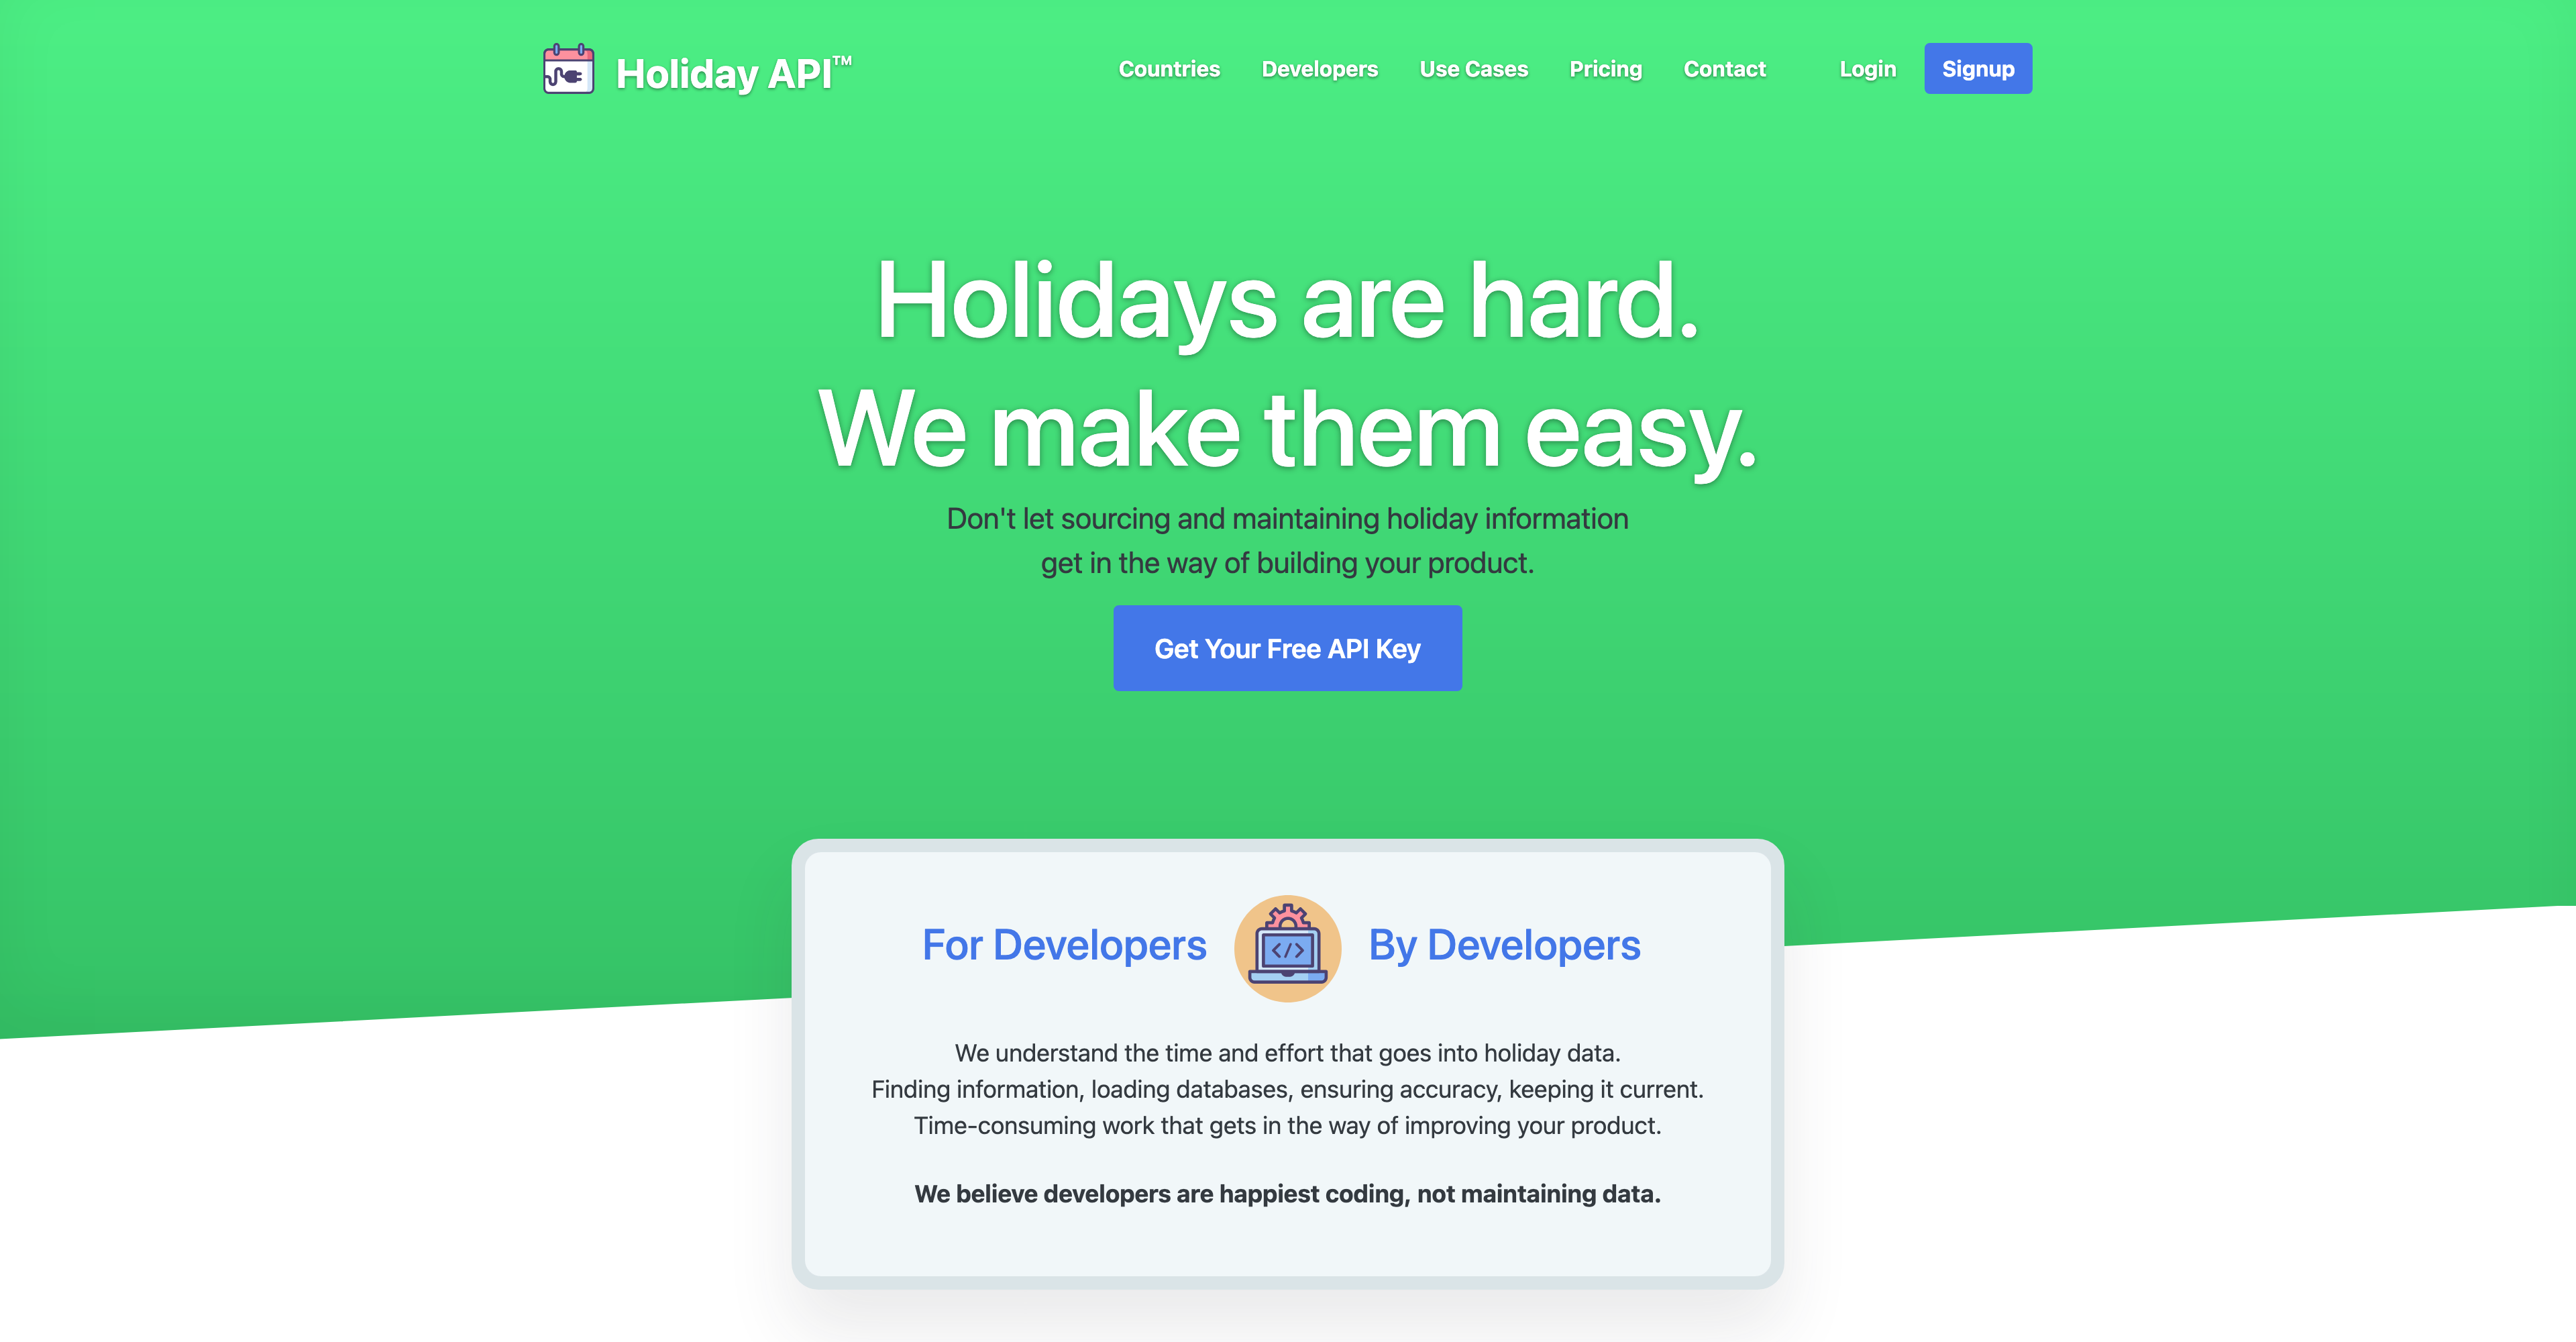 Holiday API™
Countries Developers Use Cases Pricing Contact Login Signup
Holidays are hard.
We make them easy.
Don't let sourcing and maintaining holiday information
get in the way of building your product.
Get Your Free API Key
For Developers </> By Developers
We understand the time and effort that goes into holiday data.
Finding information, loading databases, ensuring accuracy, keeping it current.
Time-consuming work that gets in the way of improving your product.
We believe developers are happiest coding, not maintaining data.